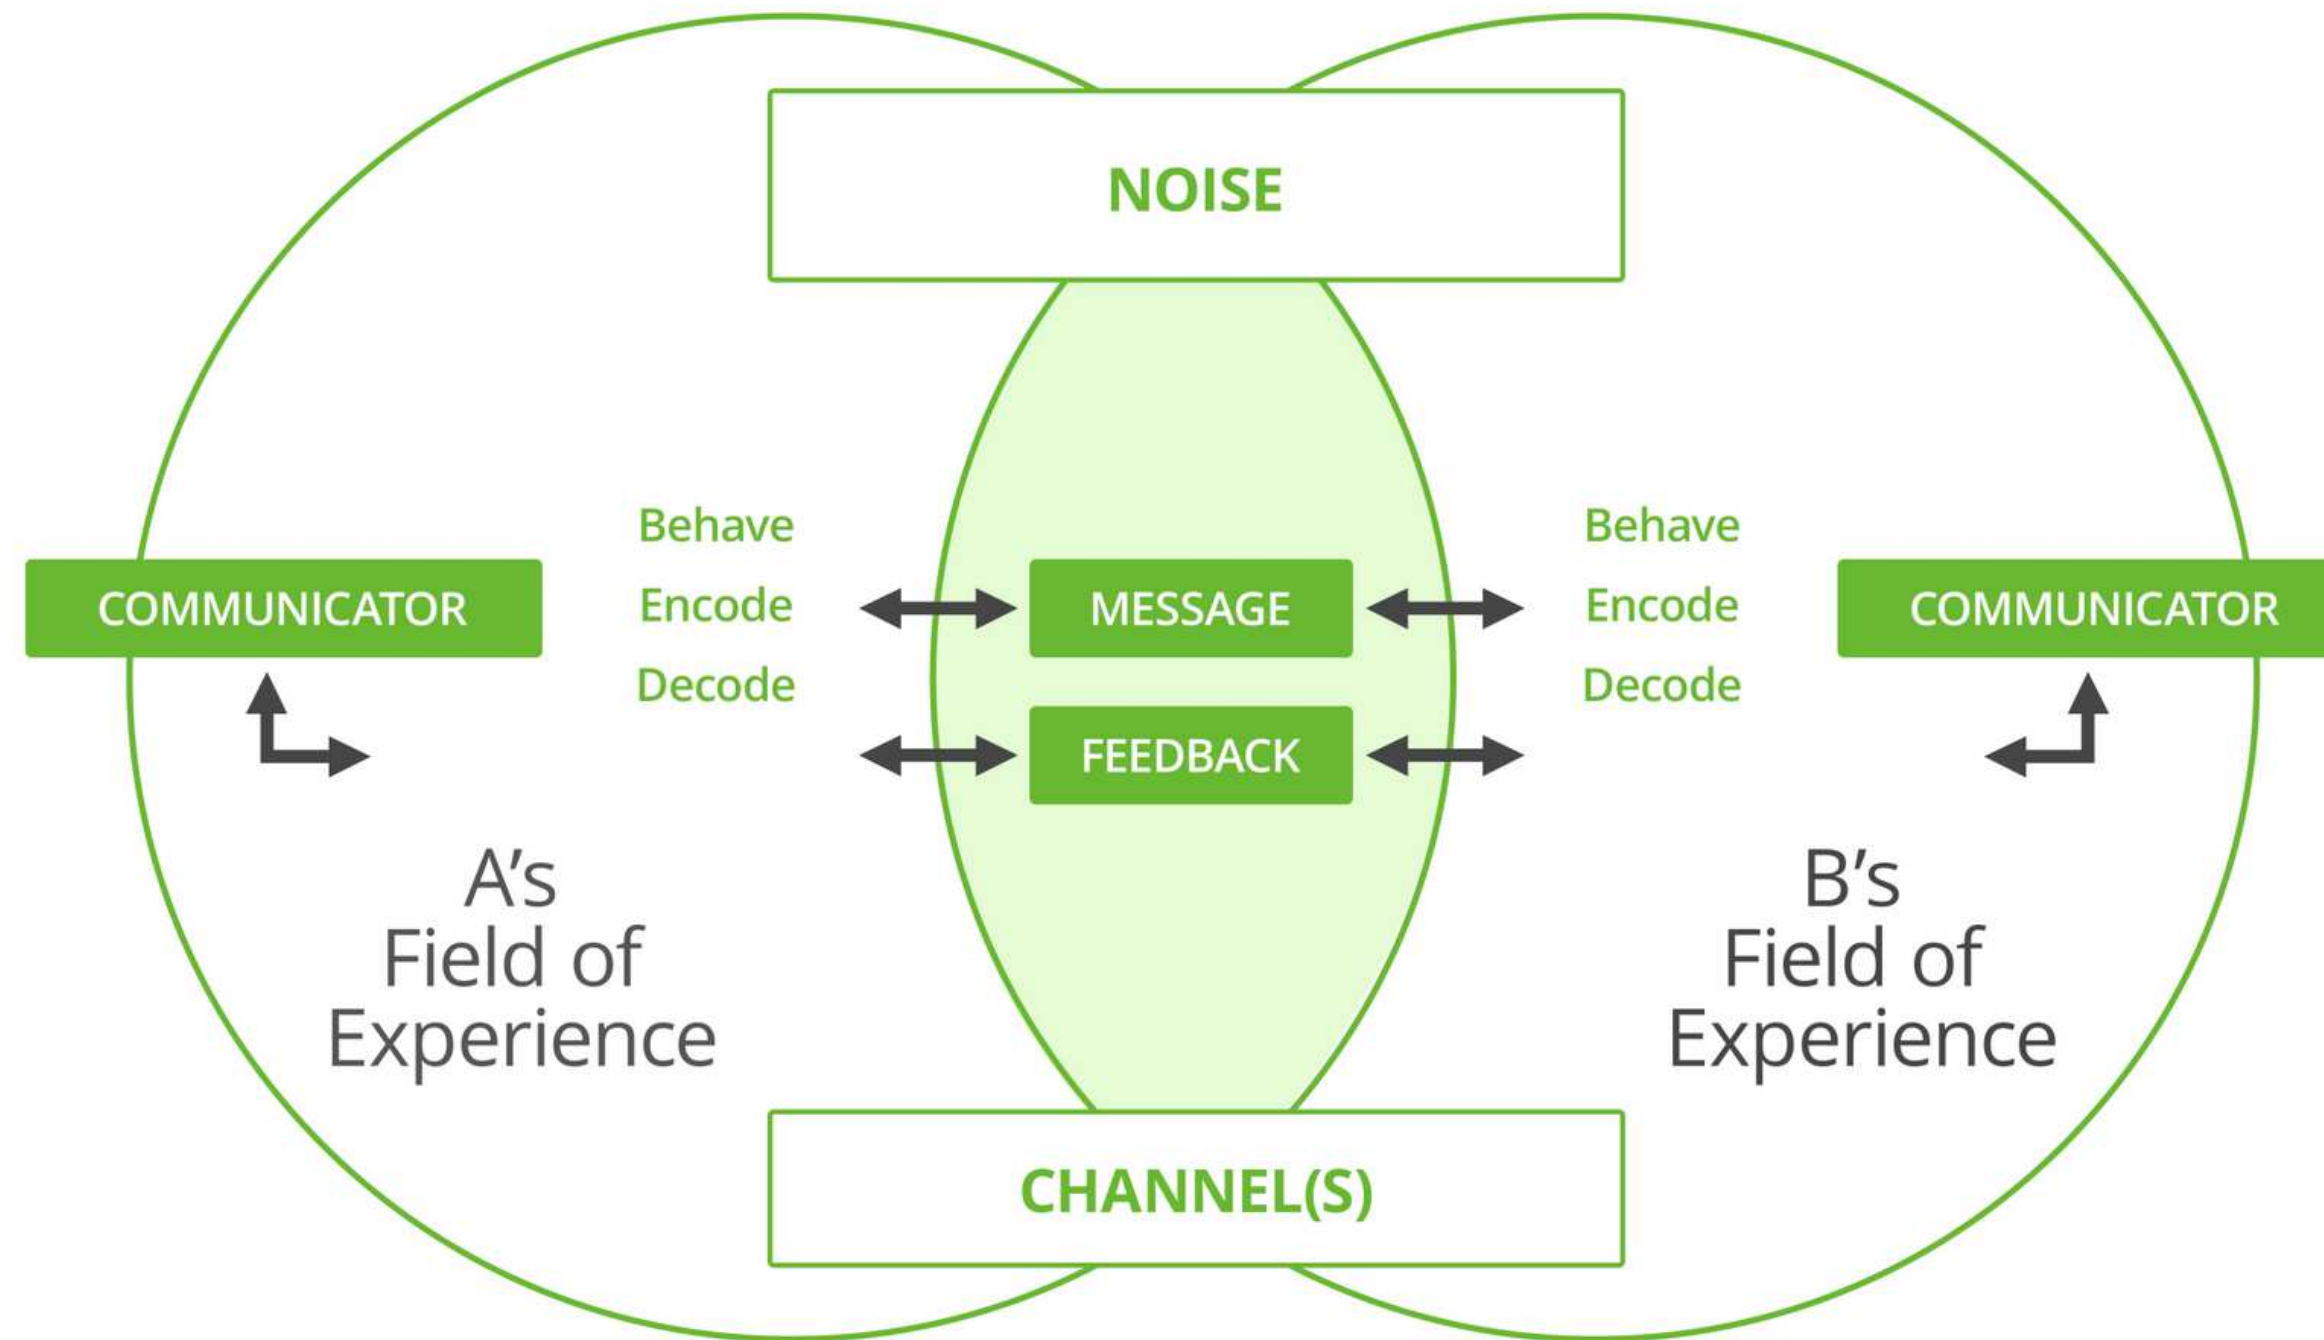 NOISE
Behave
Behave
COMMUNICATOR
Encode
MESSAGE
Encode
COMMUNICATOR
Decode
Decode
FEEDBACK
A’s
Field of
Experience
B’s
Field of
Experience
CHANNEL(S)